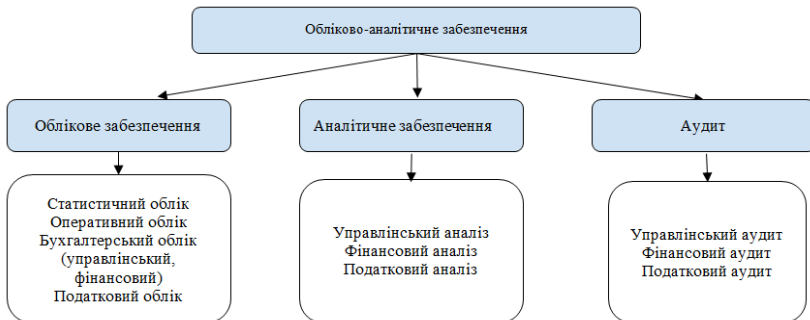 Обліково-аналітичне забезпечення
Облікове забезпечення
Аналітичне забезпечення
Аудит
Статистичний облік
Оперативний облік
Бухгалтерський облік
(управлінський,
фінансовий)
Податковий облік
Управлінський аналіз
Фінансовий аналіз
Податковий аналіз
Управлінський аудит
Фінансовий аудит
Податковий аудит